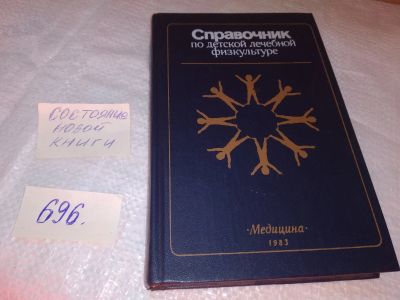 Справочник
по детской лечебной
физкультуре
·Медицина·
1983
СОСТОЯНИЕ
НОВОЙ
КНИГИ
696.